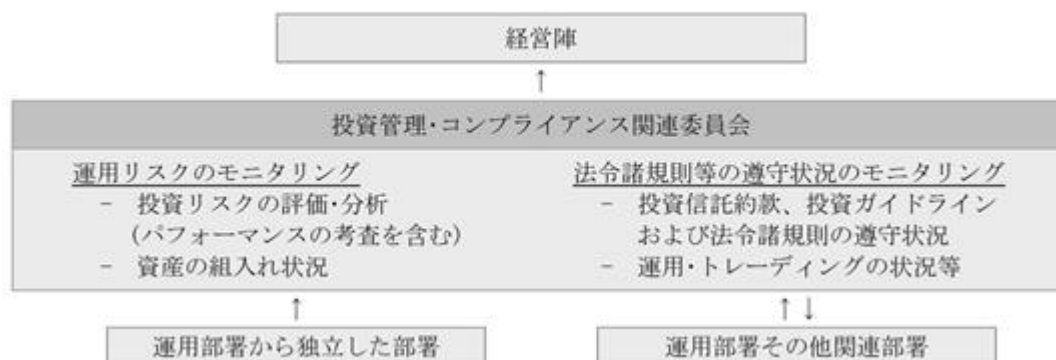 経営陣
↑
投資管理・コンプライアンス関連委員会
運用リスクのモニタリング
− 投資リスクの評価・分析
(パフォーマンスの考査を含む)
− 資産の組入れ状況
法令諸規則等の遵守状況のモニタリング
− 投資信託約款、投資ガイドライン
および法令諸規則の遵守状況
− 運用・トレーディングの状況等
↑
↑↓
運用部署から独立した部署
運用部署その他関連部署